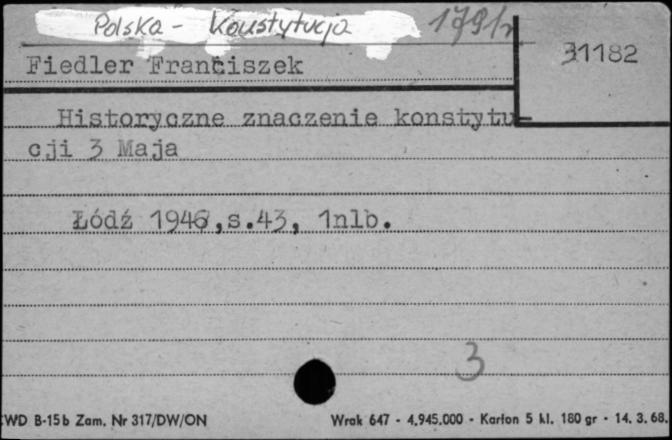 Polska - Konstytucja 1791r
31182
Fiedler Franciszek
Historyczne znaczenie konstytu-
cji 3 Maja
Łódź 1946,s.43, 1nlb.
3
WD B-15b Zam. Nr 317/DW/ON Wrak 647 - 4.945.000 - Karton 5 kl. 180 gr - 14. 3. 68.